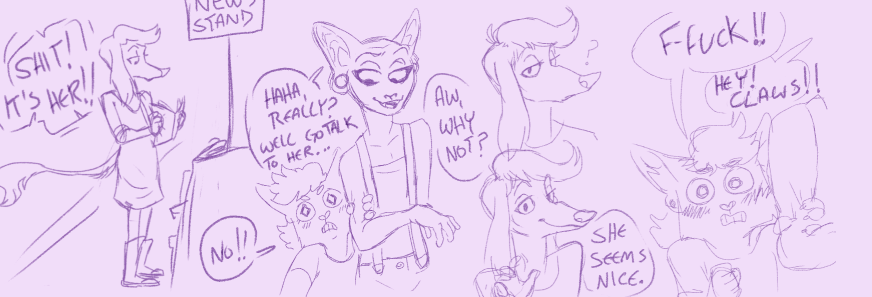 NEWS
STAND
SHIT!
IT'S HER!!
HAHA,
REALLY?
WELL GO TALK
TO HER...
NO!!
AW,
WHY
NOT?
?
SHE
SEEMS
NICE.
F-FUCK!!
HEY!
CLAWS!!